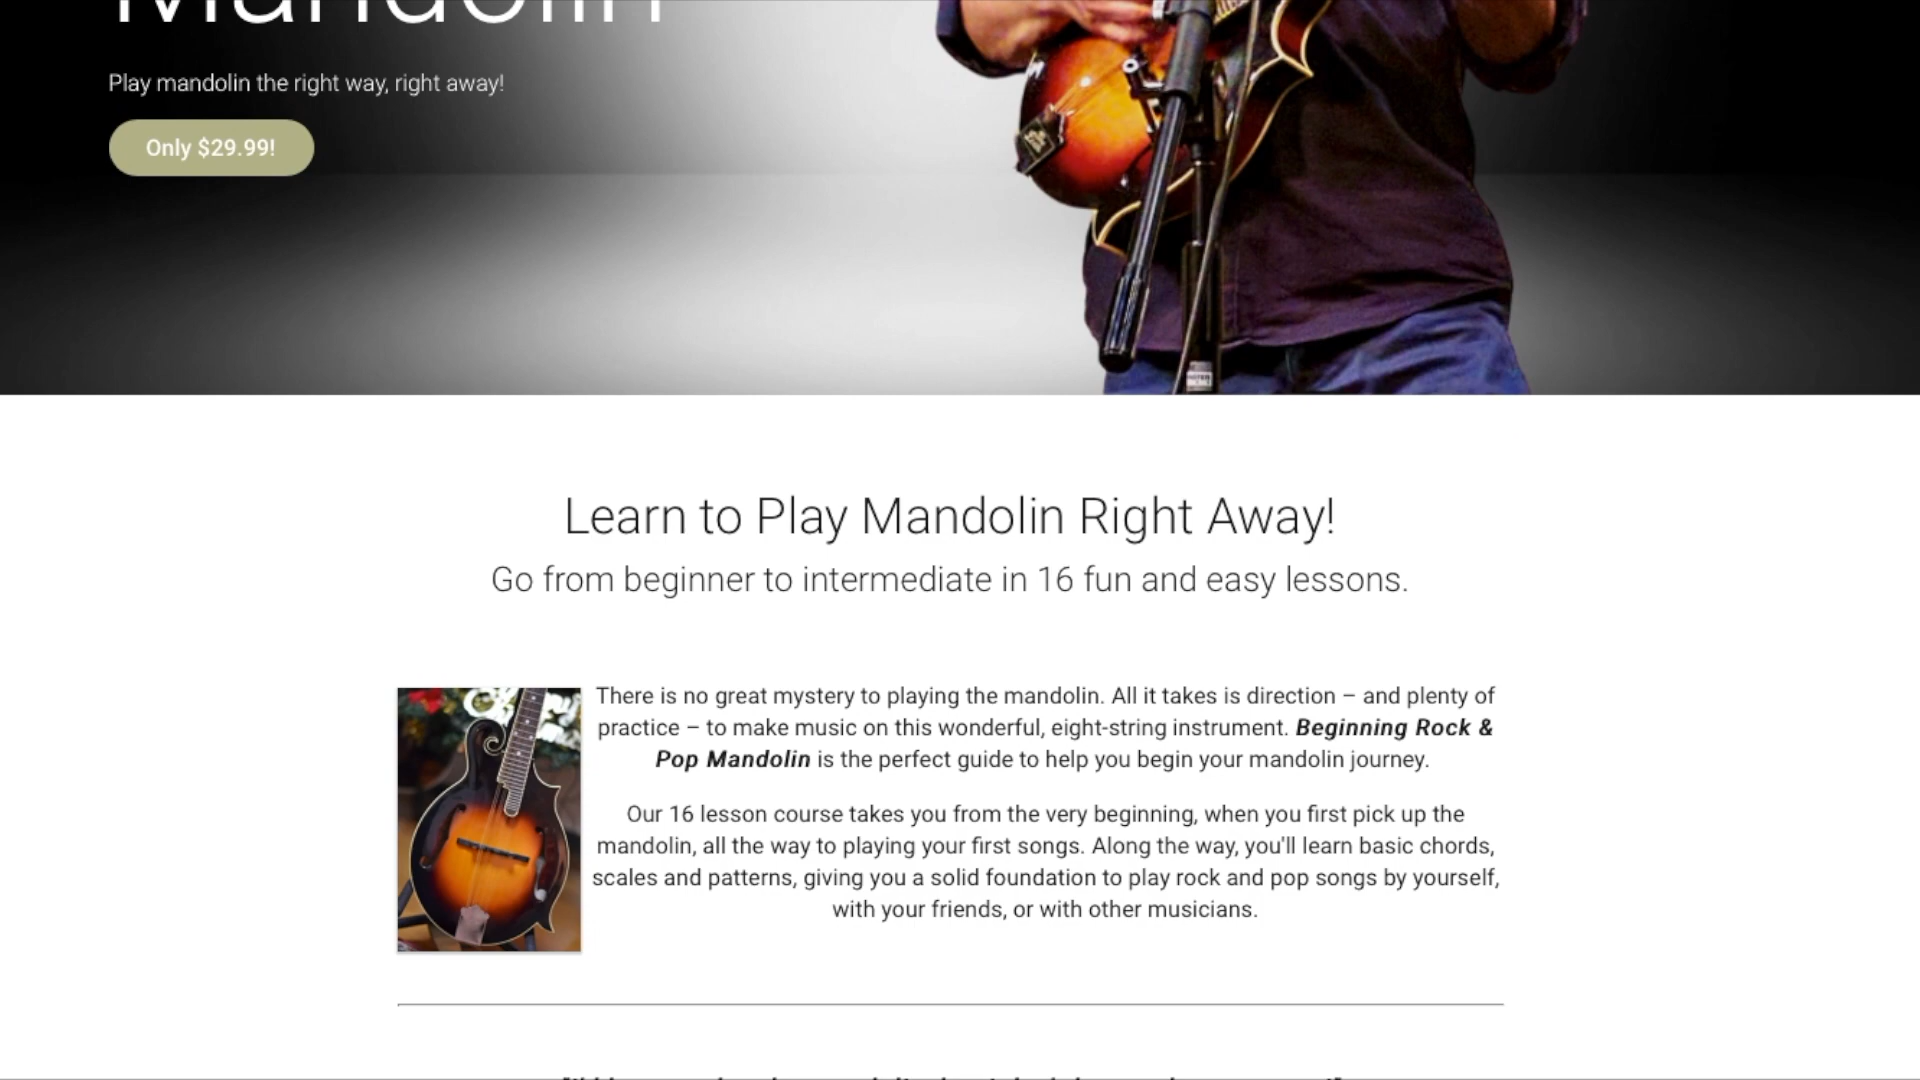 Mandolin
Play mandolin the right way, right away!
Only $29.99!
Learn to Play Mandolin Right Away!
Go from beginner to intermediate in 16 fun and easy lessons.
There is no great mystery to playing the mandolin. All it takes is direction – and plenty of
practice – to make music on this wonderful, eight-string instrument. Beginning Rock &
Pop Mandolin is the perfect guide to help you begin your mandolin journey.
Our 16 lesson course takes you from the very beginning, when you first pick up the
mandolin, all the way to playing your first songs. Along the way, you'll learn basic chords,
scales and patterns, giving you a solid foundation to play rock and pop songs by yourself,
with your friends, or with other musicians.